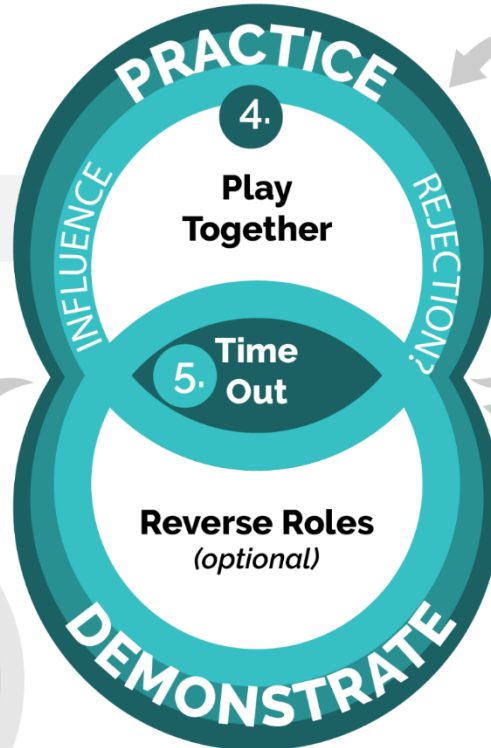 PRACTICE
4.
Play
Together
INFLUENCE
REJECTION?
5.
Time
Out
Reverse Roles
(optional)
DEMONSTRATE